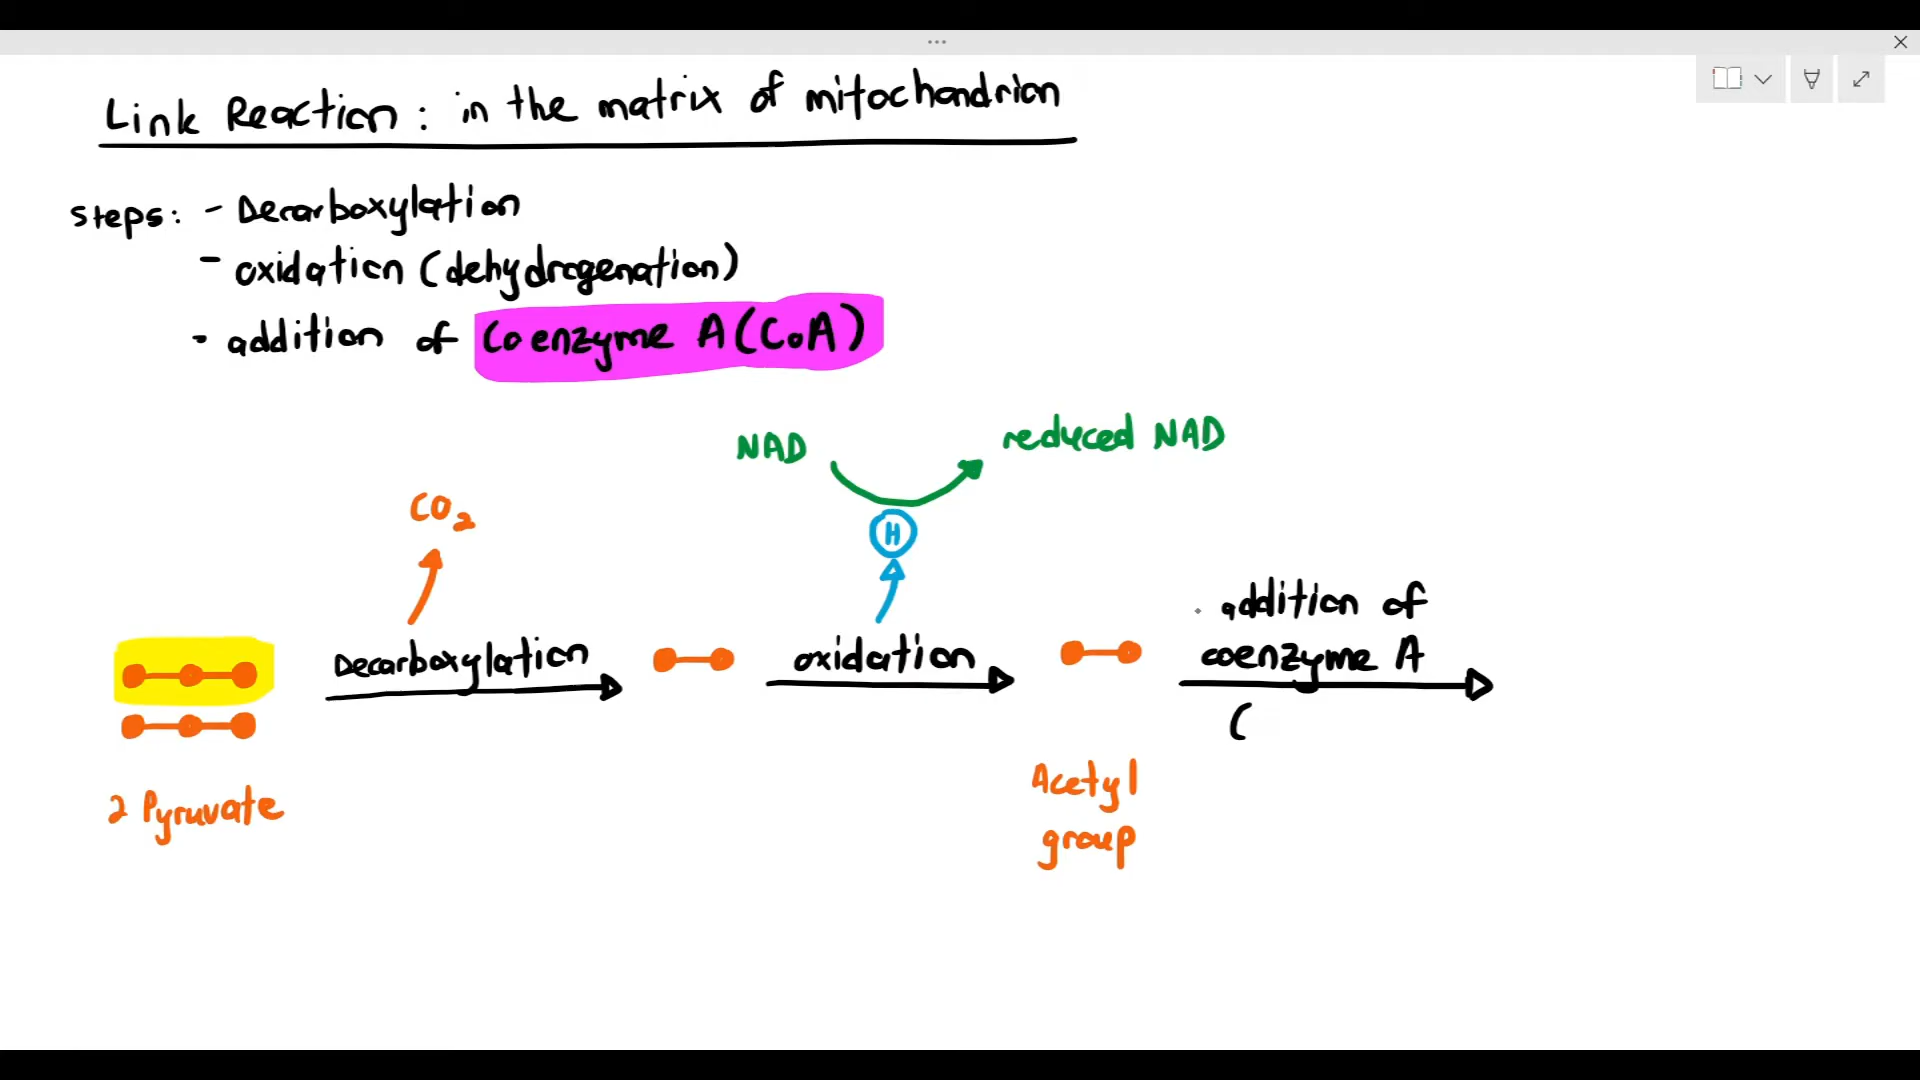 Link Reaction: in the matrix of mitochondrion
Steps: - Decarboxylation
- oxidation (dehydrogenation)
- addition of Coenzyme A (CoA)
NAD
reduced NAD
CO2
H
Decarboxylation
oxidation
addition of
coenzyme A
(
2 Pyruvate
Acetyl
group